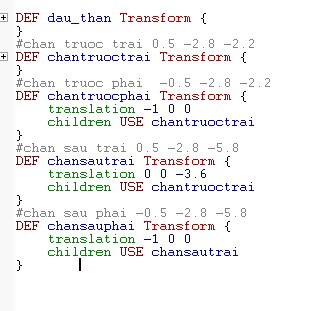 DEF dau_than Transform {
}
#chan truoc trai 0.5 -2.8 -2.2
DEF chantruoctrai Transform {
}
#chan truoc phai  -0.5 -2.8 -2.2
DEF chantruocphai Transform {
    translation -1 0 0
    children USE chantruoctrai
}
#chan sau trai 0.5 -2.8 -5.8
DEF chansautrai Transform {
    translation 0 0 -3.6
    children USE chantruoctrai
}
#chan sau phai -0.5 -2.8 -5.8
DEF chansauphai Transform {
    translation -1 0 0
    children USE chansautrai
}